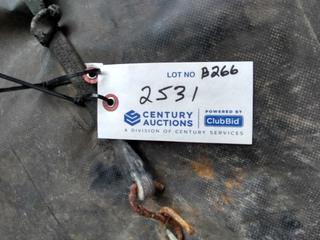 LOT NO B266
2531
CENTURY AUCTIONS
POWERED BY
ClubBid
A DIVISION OF CENTURY SERVICES